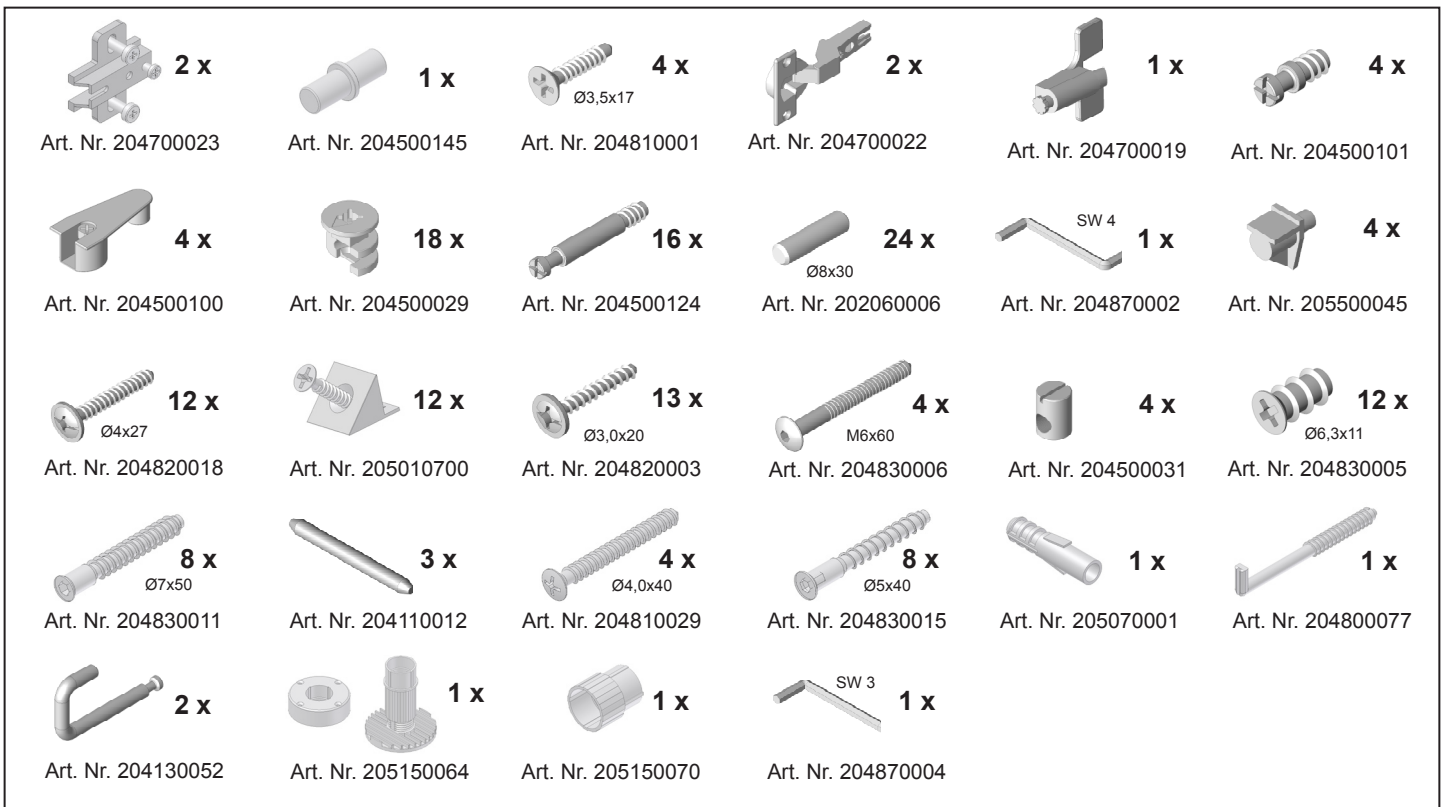 2 x
1 x
4 x
Ø3,5x17
2 x
1 x
4 x
Art. Nr. 204700023
Art. Nr. 204500145
Art. Nr. 204810001
Art. Nr. 204700022
Art. Nr. 204700019
Art. Nr. 204500101
4 x
18 x
16 x
24 x
Ø8x30
SW 4
1 x
4 x
Art. Nr. 204500100
Art. Nr. 204500029
Art. Nr. 204500124
Art. Nr. 202060006
Art. Nr. 204870002
Art. Nr. 205500045
12 x
Ø4x27
12 x
13 x
Ø3,0x20
4 x
M6x60
4 x
12 x
Ø6,3x11
Art. Nr. 204820018
Art. Nr. 205010700
Art. Nr. 204820003
Art. Nr. 204830006
Art. Nr. 204500031
Art. Nr. 204830005
8 x
Ø7x50
3 x
4 x
Ø4,0x40
8 x
Ø5x40
1 x
1 x
Art. Nr. 204830011
Art. Nr. 204110012
Art. Nr. 204810029
Art. Nr. 204830015
Art. Nr. 205070001
Art. Nr. 204800077
2 x
1 x
1 x
SW 3
1 x
Art. Nr. 204130052
Art. Nr. 205150064
Art. Nr. 205150070
Art. Nr. 204870004